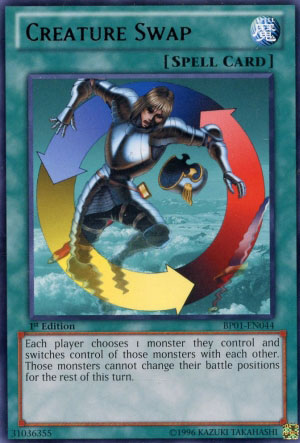 CREATURE SWAP
魔
[SPELL CARD]
1st Edition
BP01-EN044
Each player chooses 1 monster they control and
switches control of those monsters with each other.
Those monsters cannot change their battle positions
for the rest of this turn.
31036355
©1996 KAZUKI TAKAHASHI